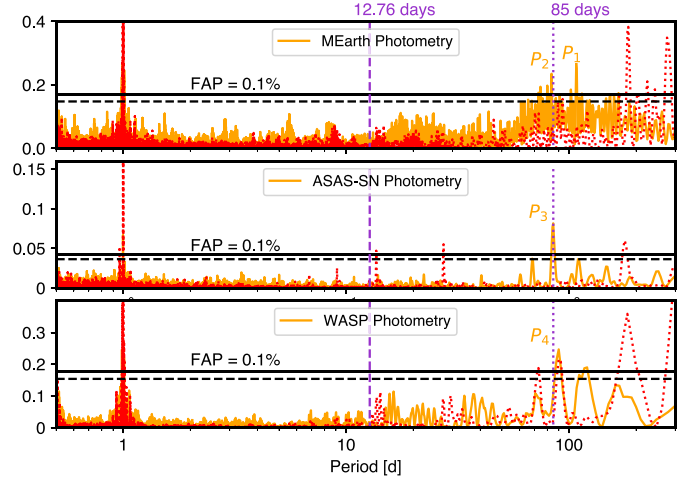 12.76 days 85 days
0.4
MEarth Photometry
P2 P1
0.2
FAP = 0.1%
0.0
0.15
ASAS-SN Photometry
0.10
P3
0.05
FAP = 0.1%
0
WASP Photometry
0.3
P4
0.2
FAP = 0.1%
0.1
0
1 10 100
Period [d]